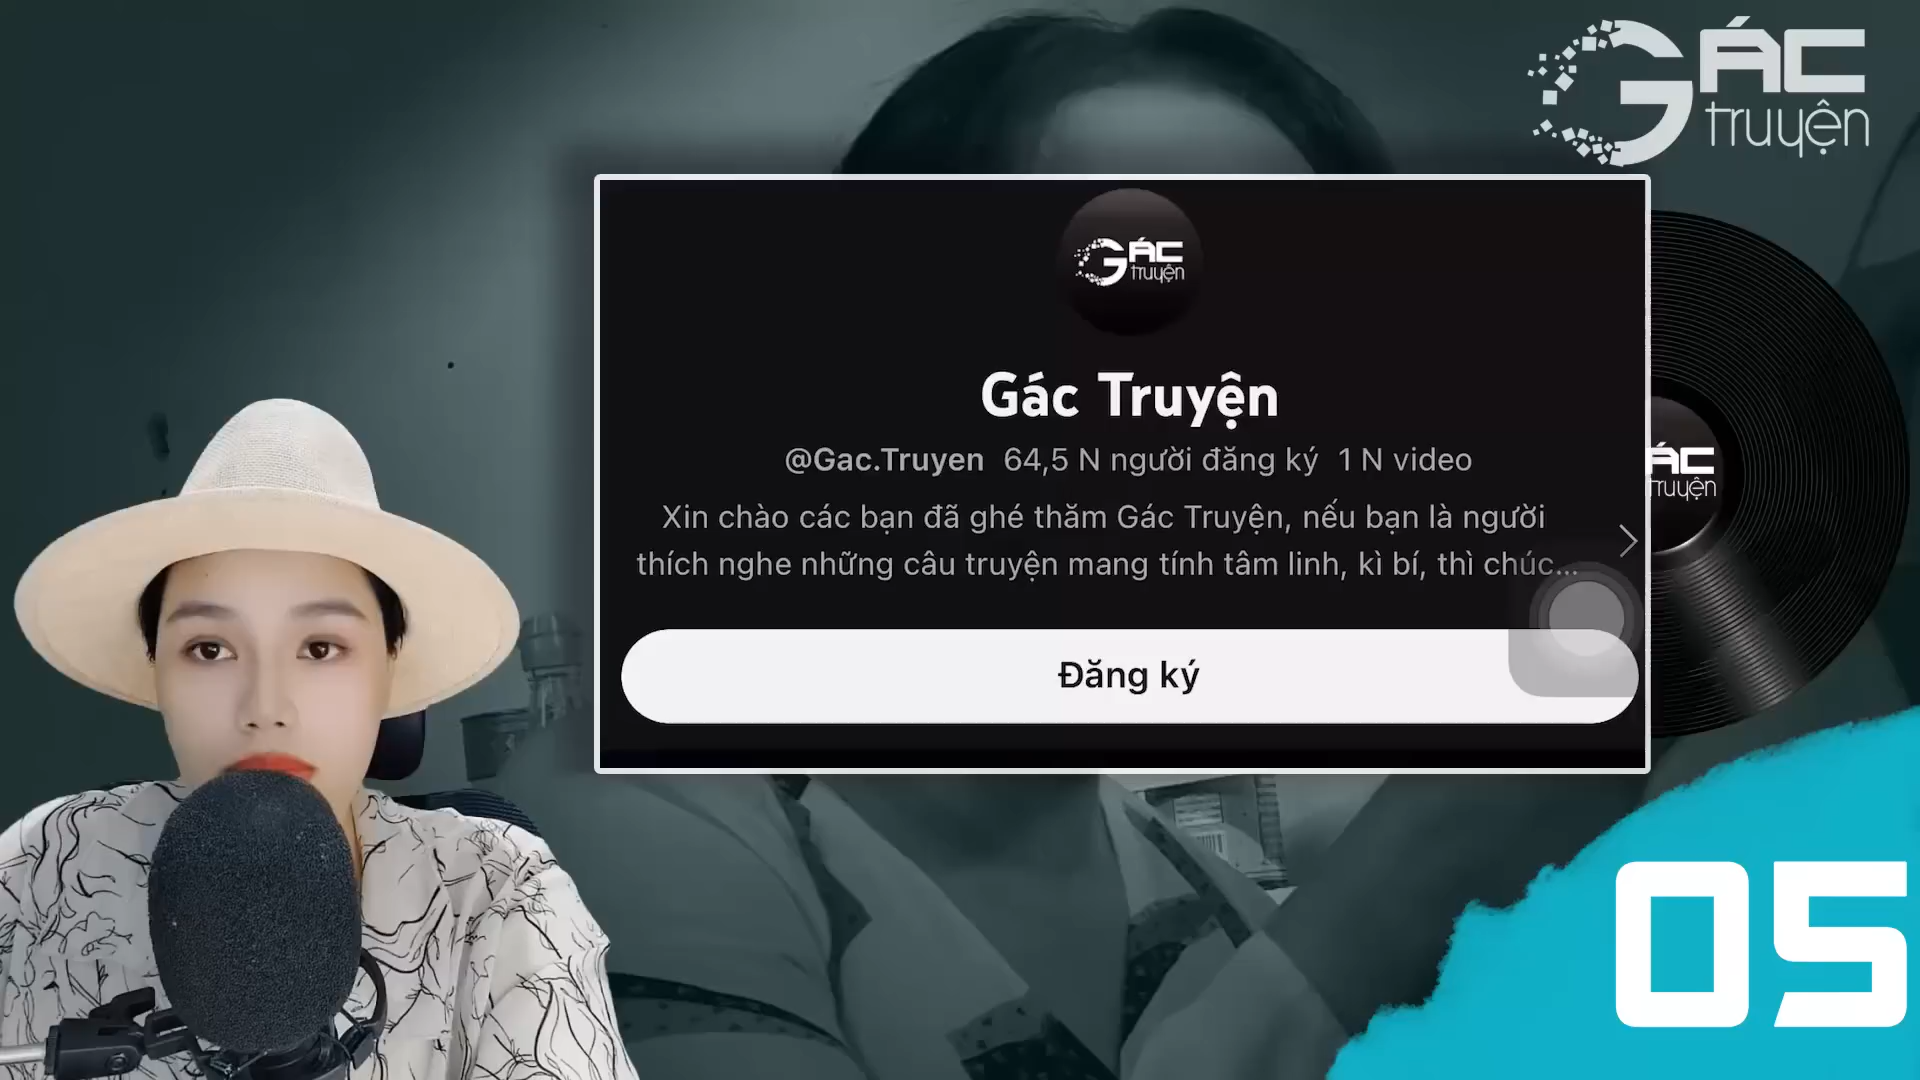 GÁC
truyện
GÁC
truyện
Gác Truyện
@Gac.Truyen 64,5 N người đăng ký 1 N video
Xin chào các bạn đã ghé thăm Gác Truyện, nếu bạn là người
thích nghe những câu truyện mang tính tâm linh, kì bí, thì chúc...
Đăng ký
ÁC
truyện
05